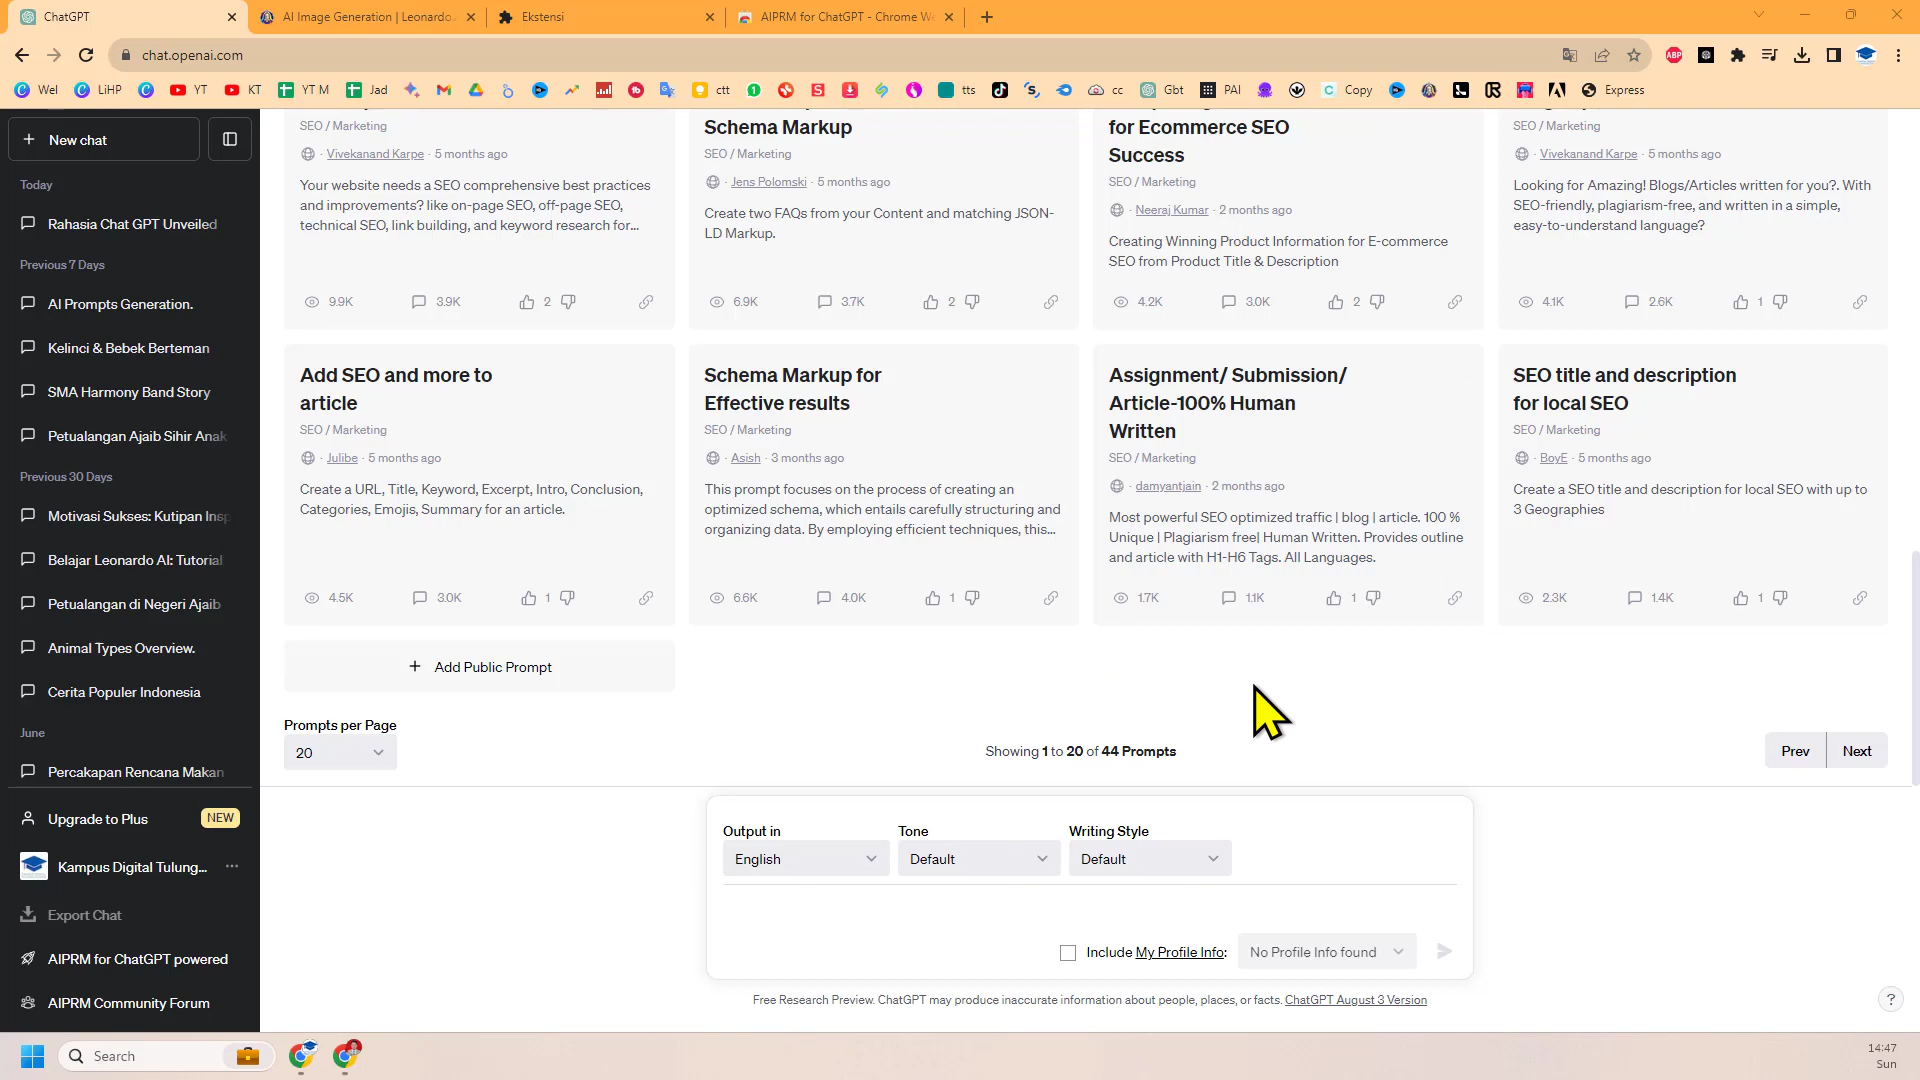 ChatGPT
AI Image Generation | Leonardo.
Ekstensi
AIPRM for ChatGPT - Chrome We
chat.openai.com
ABP
Wel
LiHP
YT
KT
YT M
Jad
ctt
tts
cc
Gbt
PAI
Copy
Express
New chat
Today
Rahasia Chat GPT Unveiled
Previous 7 Days
AI Prompts Generation.
Kelinci & Bebek Berteman
SMA Harmony Band Story
Petualangan Ajaib Sihir Anak
Previous 30 Days
Motivasi Sukses: Kutipan Insp
Belajar Leonardo AI: Tutorial
Petualangan di Negeri Ajaib
Animal Types Overview.
Cerita Populer Indonesia
June
Percakapan Rencana Makan
Upgrade to Plus
NEW
Kampus Digital Tulung...
Export Chat
AIPRM for ChatGPT powered
AIPRM Community Forum
SEO / Marketing
· Vivekanand Karpe · 5 months ago
Your website needs a SEO comprehensive best practices
and improvements? like on-page SEO, off-page SEO,
technical SEO, link building, and keyword research for...
9.9K
3.9K
2
Schema Markup
SEO / Marketing
· Jens Polomski · 5 months ago
Create two FAQs from your Content and matching JSON-
LD Markup.
6.9K
3.7K
2
for Ecommerce SEO
Success
SEO / Marketing
· Neeraj Kumar · 2 months ago
Creating Winning Product Information for E-commerce
SEO from Product Title & Description
4.2K
3.0K
2
SEO / Marketing
· Vivekanand Karpe · 5 months ago
Looking for Amazing! Blogs/Articles written for you?. With
SEO-friendly, plagiarism-free, and written in a simple,
easy-to-understand language?
4.1K
2.6K
1
Add SEO and more to
article
SEO / Marketing
· Julibe · 5 months ago
Create a URL, Title, Keyword, Excerpt, Intro, Conclusion,
Categories, Emojis, Summary for an article.
4.5K
3.0K
1
Schema Markup for
Effective results
SEO / Marketing
· Asish · 3 months ago
This prompt focuses on the process of creating an
optimized schema, which entails carefully structuring and
organizing data. By employing efficient techniques, this...
6.6K
4.0K
1
Assignment/ Submission/
Article-100% Human
Written
SEO / Marketing
· damyantjain · 2 months ago
Most powerful SEO optimized traffic | blog | article. 100 %
Unique | Plagiarism free| Human Written. Provides outline
and article with H1-H6 Tags. All Languages.
1.7K
1.1K
1
SEO title and description
for local SEO
SEO / Marketing
· BoyE · 5 months ago
Create a SEO title and description for local SEO with up to
3 Geographies
2.3K
1.4K
1
Add Public Prompt
Prompts per Page
20
Showing 1 to 20 of 44 Prompts
Prev
Next
Output in
Tone
Writing Style
English
Default
Default
Include My Profile Info:
No Profile Info found
Free Research Preview. ChatGPT may produce inaccurate information about people, places, or facts. ChatGPT August 3 Version
?
Search
14:47
Sun